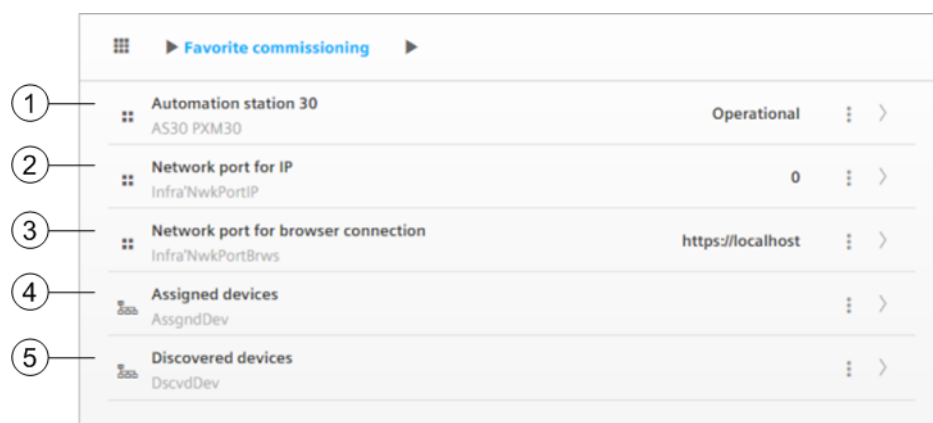 Favorite commissioning
1
Automation station 30
Operational
AS30 PXM30
2
Network port for IP
0
Infra'NwkPortIP
3
Network port for browser connection
https://localhost
Infra'NwkPortBrws
4
Assigned devices
AssgndDev
5
Discovered devices
DscvdDev